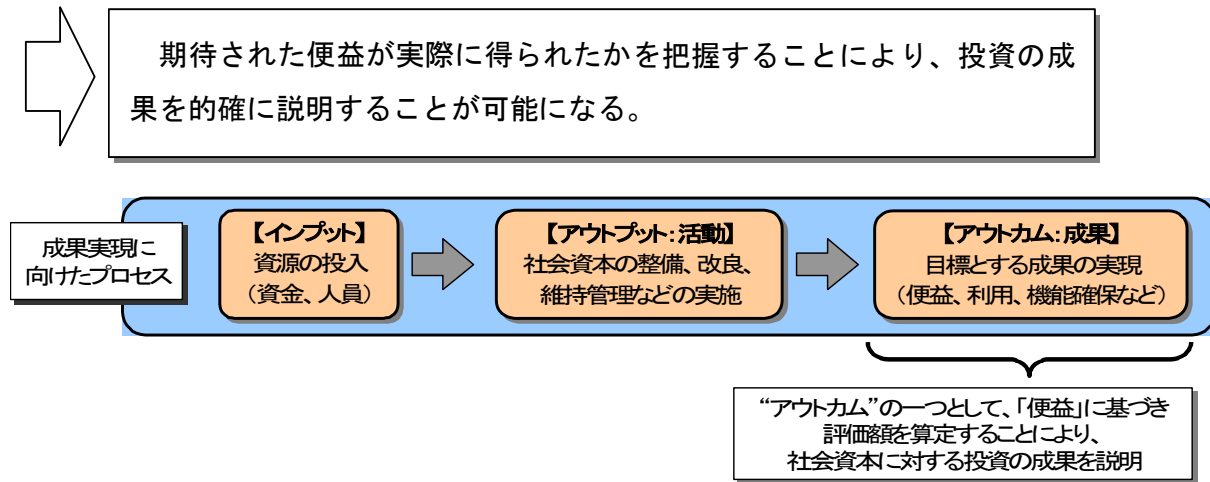 期待された便益が実際に得られたかを把握することにより、投資の成
果を的確に説明することが可能になる。
成果実現に
向けたプロセス
【インプット】
資源の投入
（資金、人員）
【アウトプット：活動】
社会資本の整備、改良、
維持管理などの実施
【アウトカム：成果】
目標とする成果の実現
（便益、利用、機能確保など）
“アウトカム”の一つとして、「便益」に基づき
評価額を算定することにより、
社会資本に対する投資の成果を説明